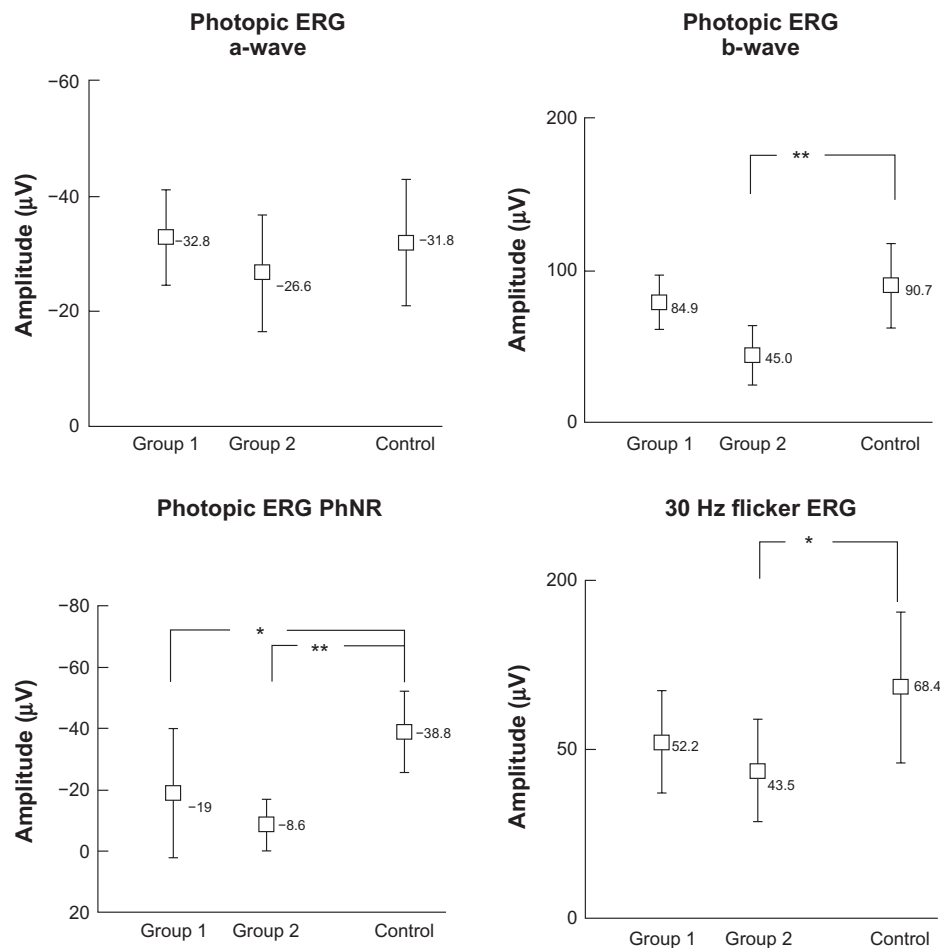 Photopic ERG
a-wave
−60
−40
−20
0
Amplitude (µV)
−32.8
−26.6
−31.8
Group 1
Group 2
Control
Photopic ERG
b-wave
200
100
0
Amplitude (µV)
**
84.9
45.0
90.7
Group 1
Group 2
Control
Photopic ERG PhNR
−80
−60
−40
−20
0
20
Amplitude (µV)
*
**
−19
−8.6
−38.8
Group 1
Group 2
Control
30 Hz flicker ERG
200
50
0
Amplitude (µV)
*
52.2
43.5
68.4
Group 1
Group 2
Control